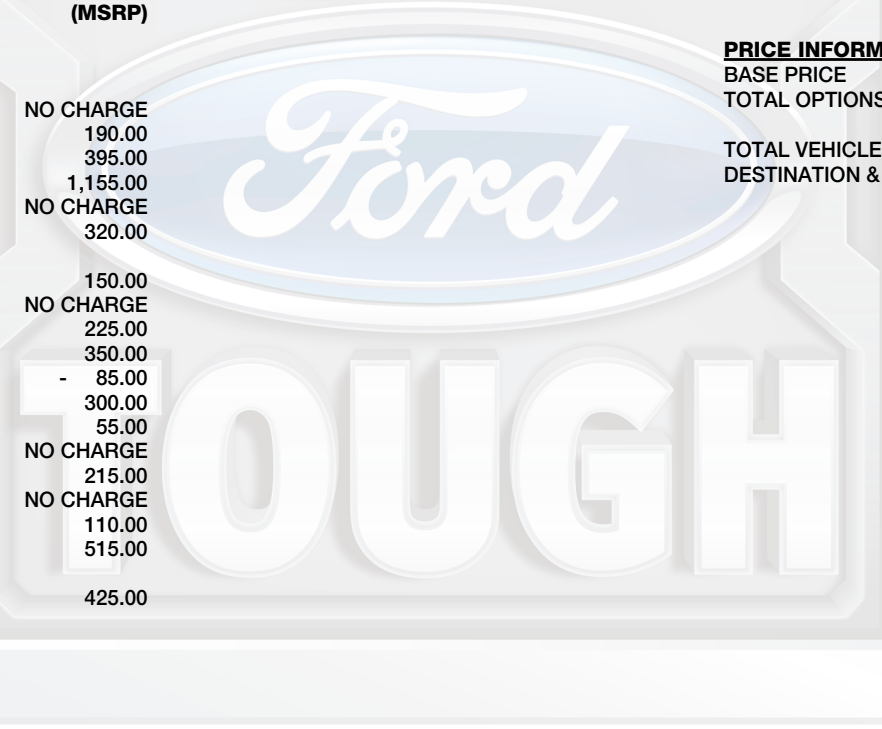 (MSRP)
NO CHARGE
190.00
395.00
1,155.00
NO CHARGE
320.00
150.00
NO CHARGE
225.00
350.00
- 85.00
300.00
55.00
NO CHARGE
215.00
NO CHARGE
110.00
515.00
425.00
PRICE INFORM
BASE PRICE
TOTAL OPTIONS
TOTAL VEHICLE
DESTINATION &
Ford
TOUGH